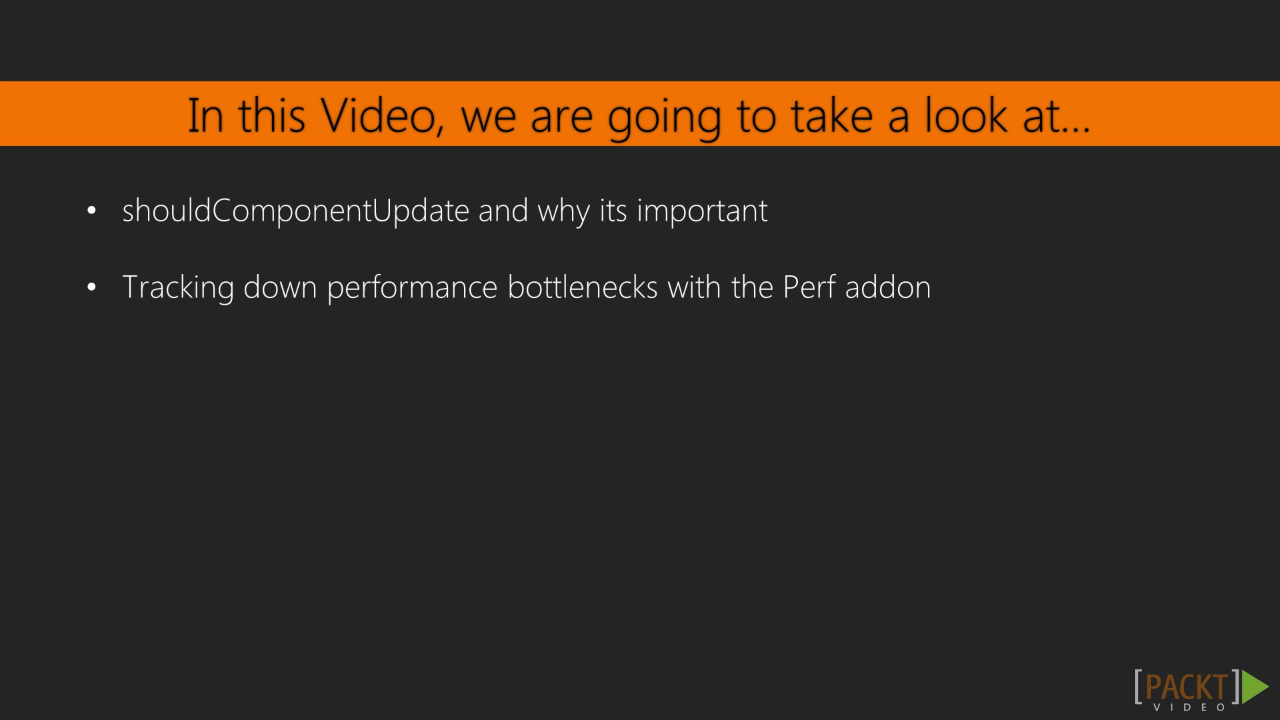 In this Video, we are going to take a look at...
• shouldComponentUpdate and why its important
• Tracking down performance bottlenecks with the Perf addon
[PACKT]
VIDEO